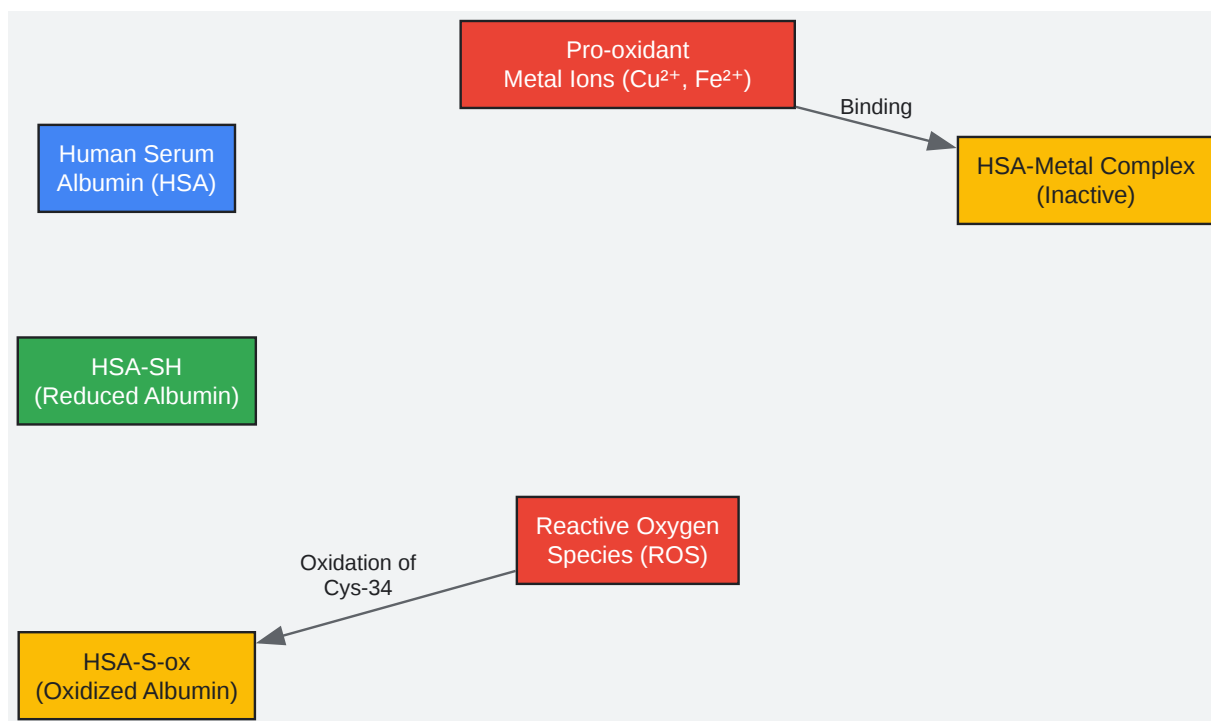 Pro-oxidant
Metal Ions (Cu²⁺, Fe²⁺)
Binding
Human Serum
Albumin (HSA)
HSA-Metal Complex
(Inactive)
HSA-SH
(Reduced Albumin)
Reactive Oxygen
Species (ROS)
Oxidation of
Cys-34
HSA-S-ox
(Oxidized Albumin)